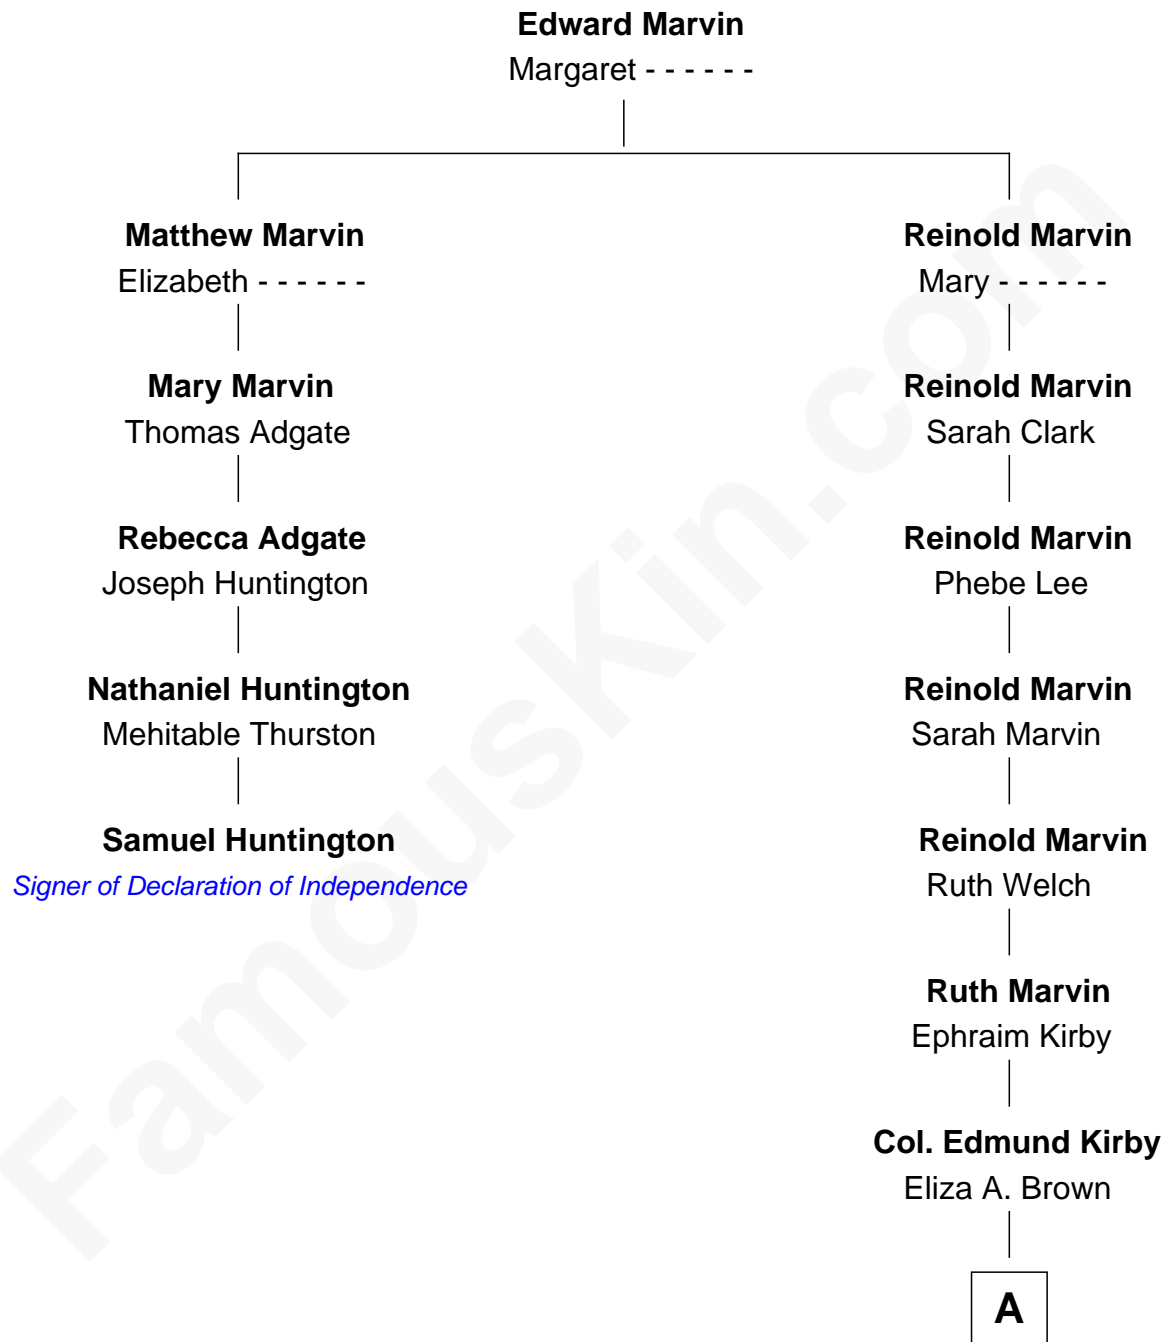 Edward Marvin
Margaret - - - - - -
Matthew Marvin
Elizabeth - - - - - -
Mary Marvin
Thomas Adgate
Rebecca Adgate
Joseph Huntington
Nathaniel Huntington
Mehitable Thurston
Samuel Huntington
Signer of Declaration of Independence
Reinold Marvin
Mary - - - - - -
Reinold Marvin
Sarah Clark
Reinold Marvin
Phebe Lee
Reinold Marvin
Sarah Marvin
Reinold Marvin
Ruth Welch
Ruth Marvin
Ephraim Kirby
Col. Edmund Kirby
Eliza A. Brown
A
FamousKin.com